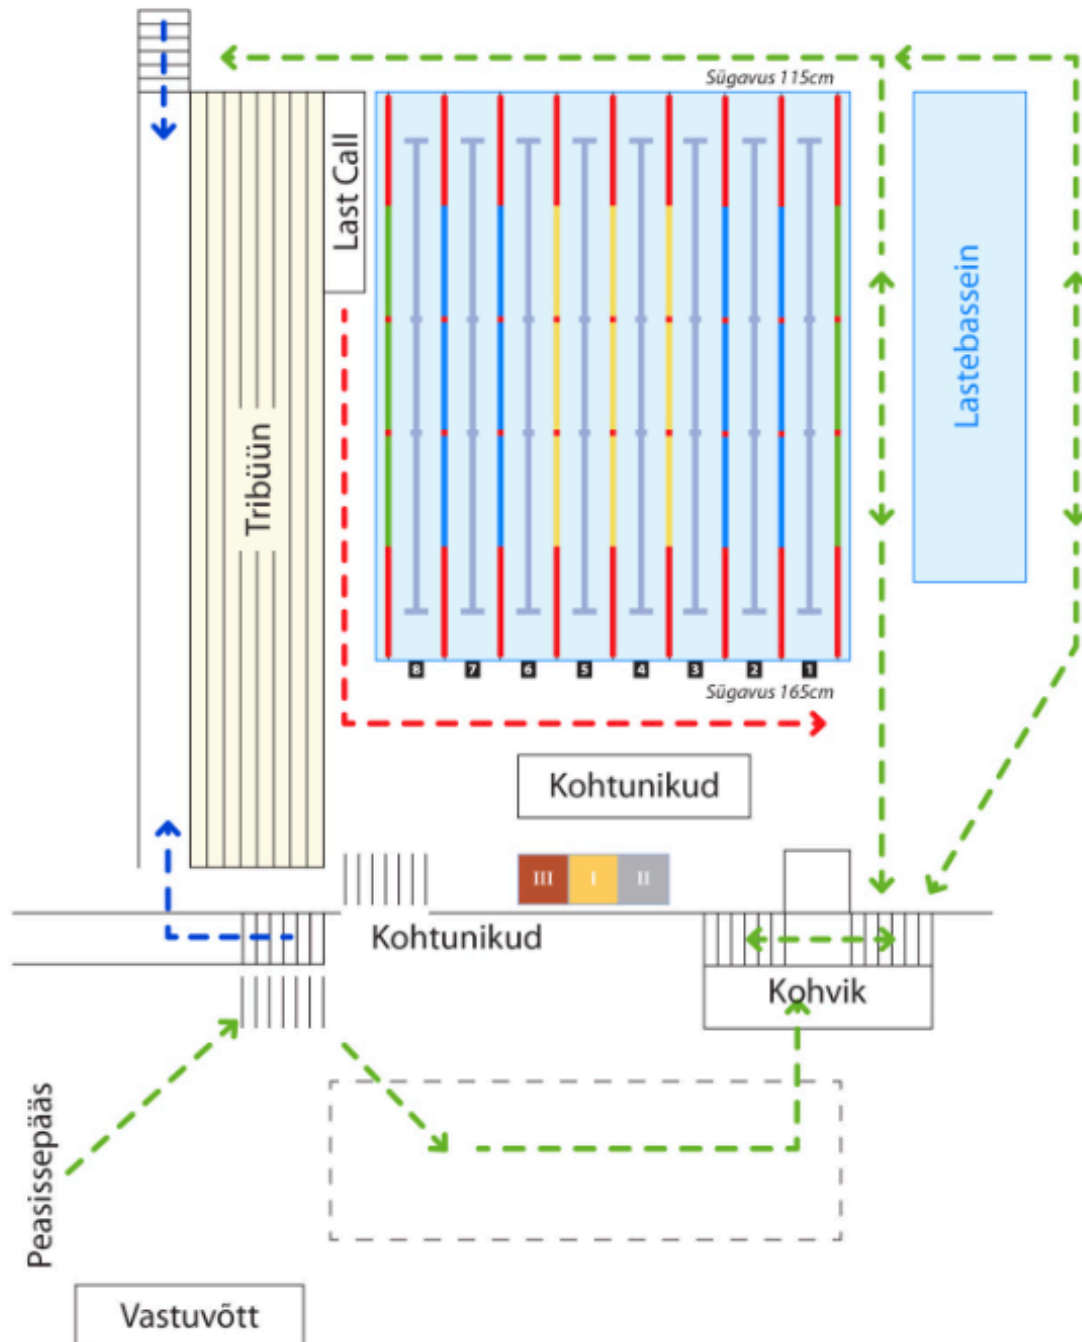 Sügavus 115cm
Last Call
Lastebassein
Tribüün
8 7 6 5 4 3 2 1
Sügavus 165cm
Kohtunikud
III I II
Kohtunikud
Kohvik
Peasissepääs
Vastuvõtt